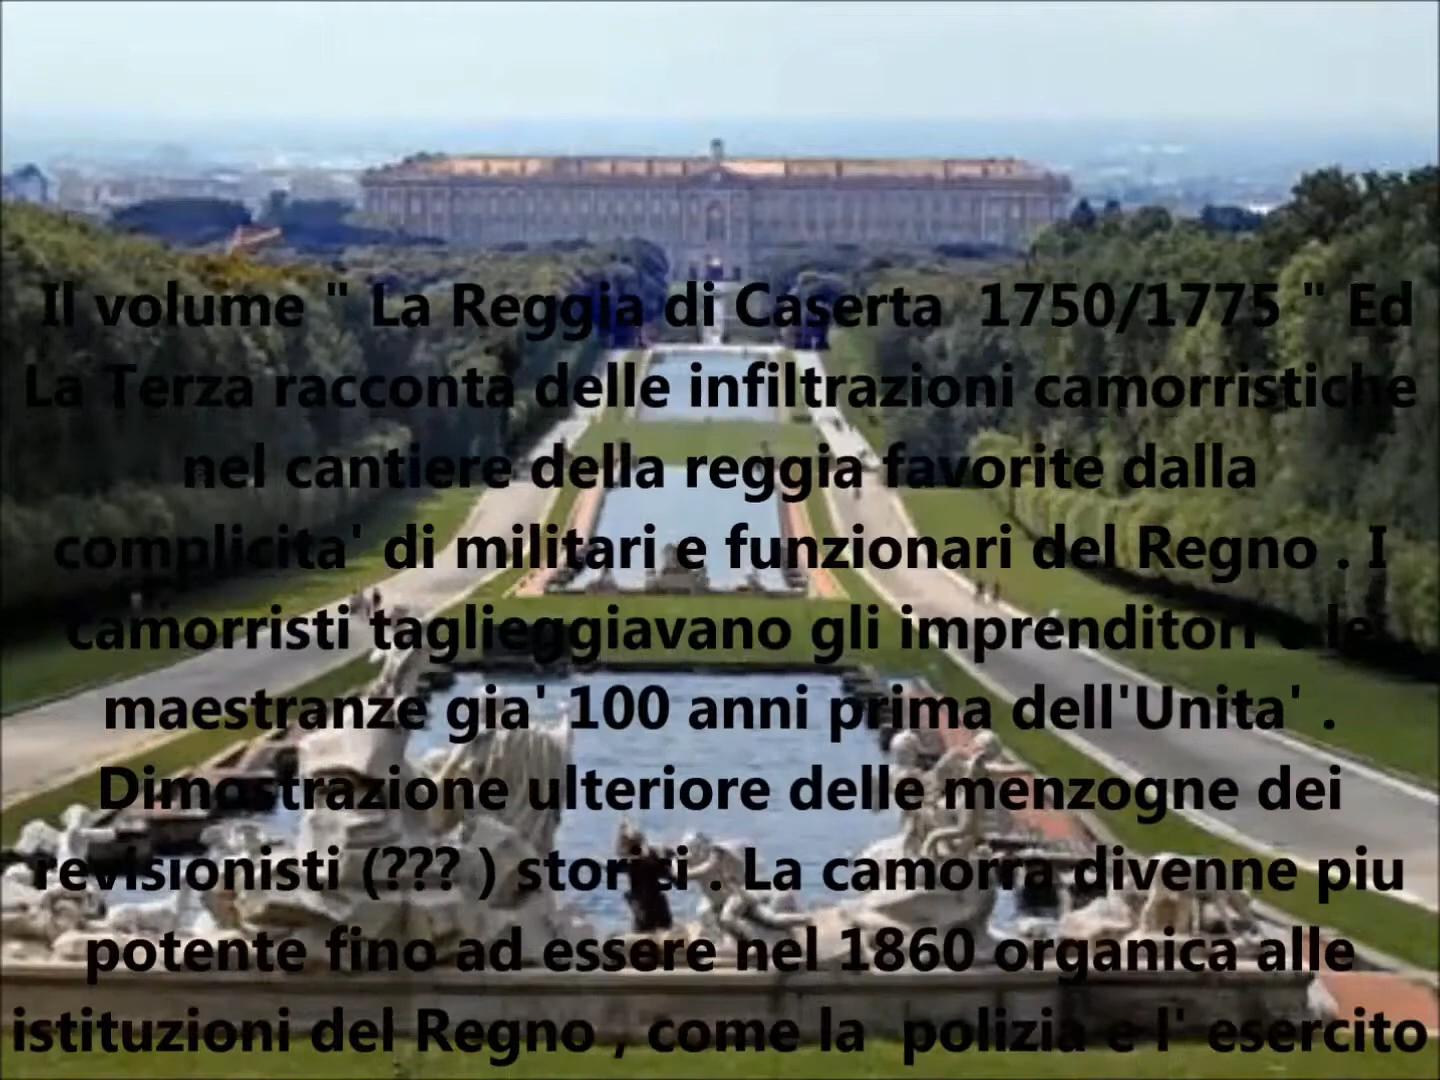 Il volume " La Reggia di Caserta 1750/1775 " Ed
La Terza racconta delle infiltrazioni camorristiche
nel cantiere della reggia favorite dalla
complicita' di militari e funzionari del Regno . I
camorristi taglieggiavano gli imprenditori e le
maestranze gia' 100 anni prima dell'Unita' .
Dimostrazione ulteriore delle menzogne dei
revisionisti (??? ) storici . La camorra divenne piu
potente fino ad essere nel 1860 organica alle
istituzioni del Regno , come la polizia e l' esercito